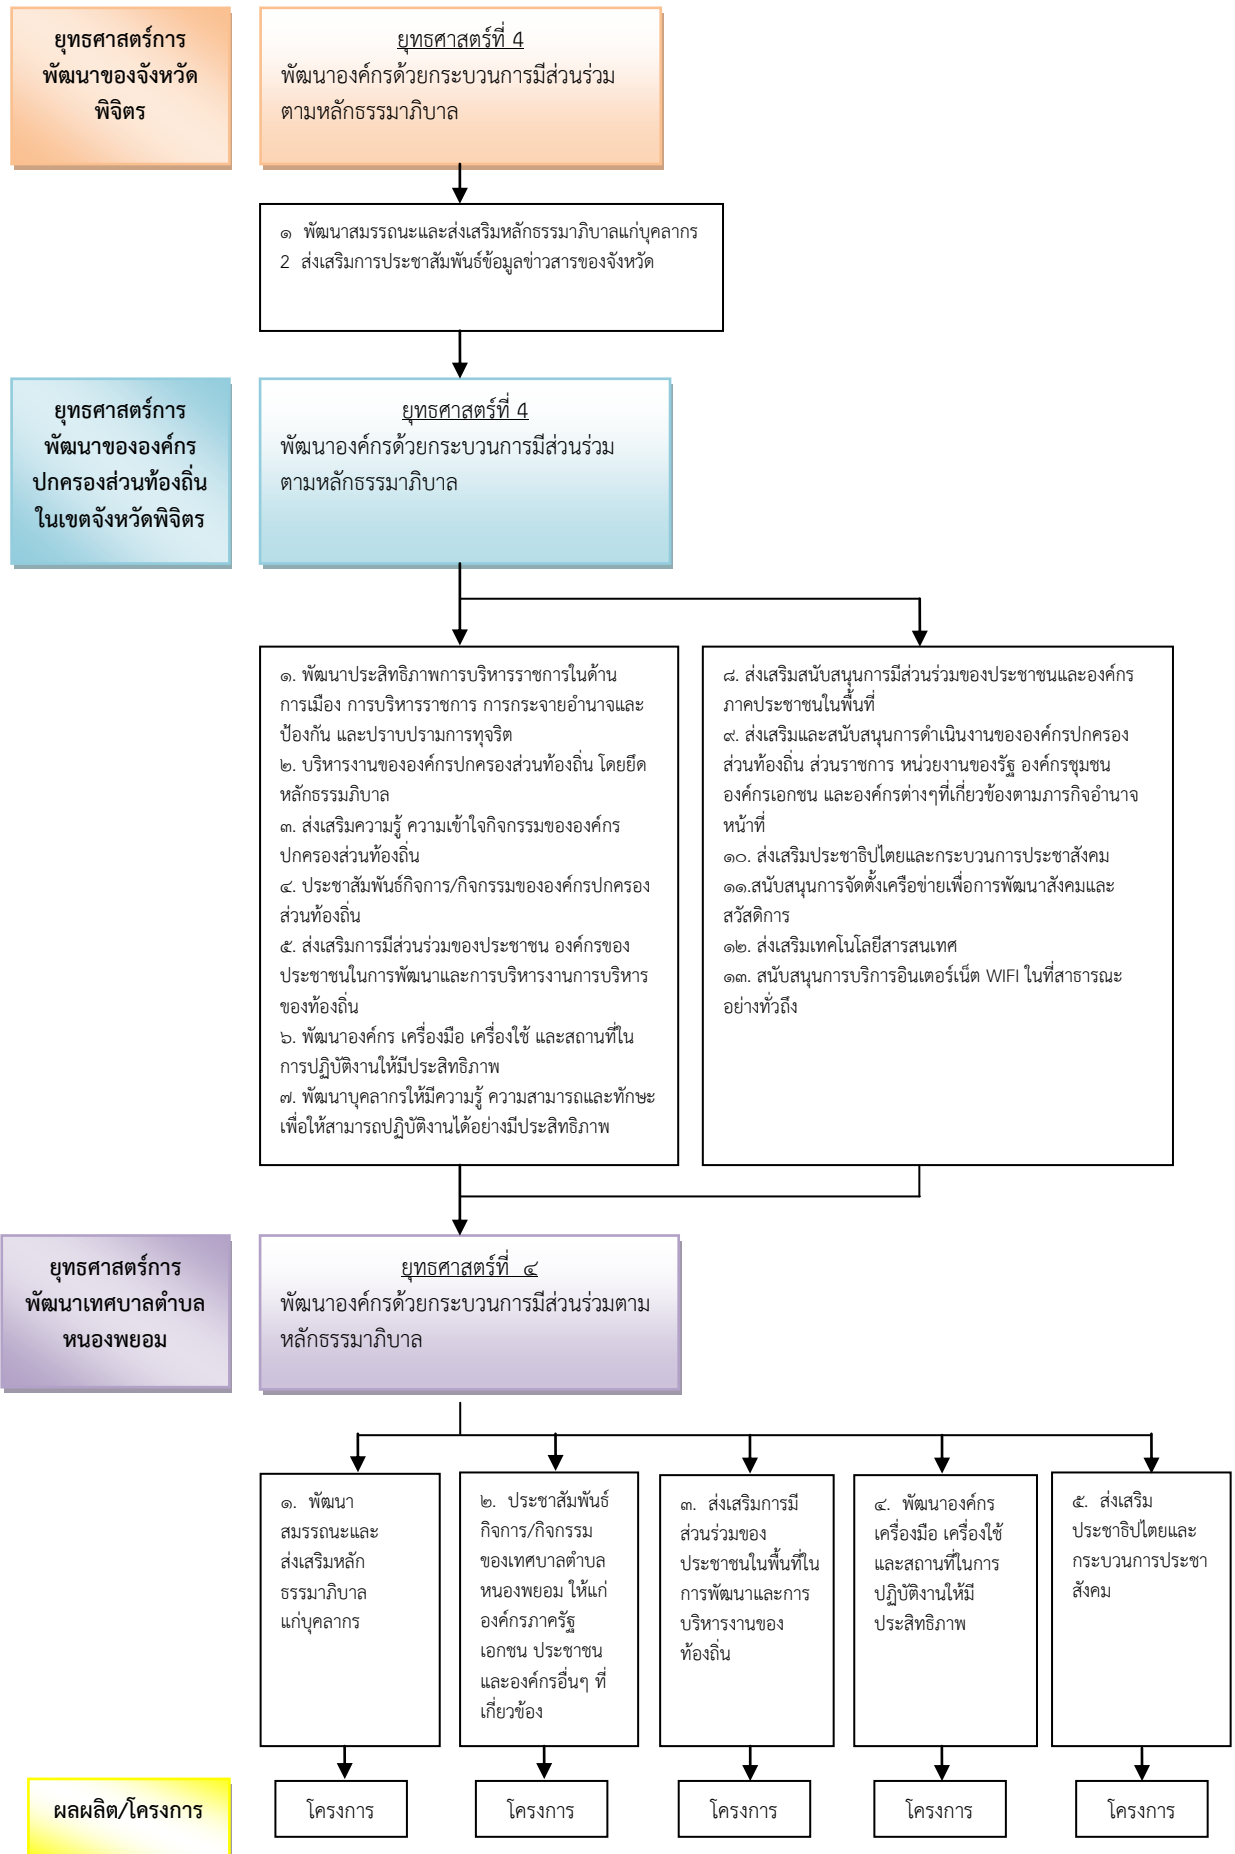 ยุทธศาสตร์การ
พัฒนาของจังหวัด
พิจิตร
ยุทธศาสตร์ที่ 4
พัฒนาองค์กรด้วยกระบวนการมีส่วนร่วม
ตามหลักธรรมาภิบาล
๑ พัฒนาสมรรถนะและส่งเสริมหลักธรรมาภิบาลแก่บุคลากร
2 ส่งเสริมการประชาสัมพันธ์ข้อมูลข่าวสารของจังหวัด
ยุทธศาสตร์การ
พัฒนาขององค์กร
ปกครองส่วนท้องถิ่น
ในเขตจังหวัดพิจิตร
ยุทธศาสตร์ที่ 4
พัฒนาองค์กรด้วยกระบวนการมีส่วนร่วม
ตามหลักธรรมาภิบาล
๑. พัฒนาประสิทธิภาพการบริหารราชการในด้าน
การเมือง การบริหารราชการ การกระจายอำนาจและ
ป้องกัน และปราบปรามการทุจริต
๒. บริหารงานขององค์กรปกครองส่วนท้องถิ่น โดยยึด
หลักธรรมภิบาล
๓. ส่งเสริมความรู้ ความเข้าใจกิจกรรมขององค์กร
ปกครองส่วนท้องถิ่น
๔. ประชาสัมพันธ์กิจการ/กิจกรรมขององค์กรปกครอง
ส่วนท้องถิ่น
๕. ส่งเสริมการมีส่วนร่วมของประชาชน องค์กรของ
ประชาชนในการพัฒนาและการบริหารงานการบริหาร
ของท้องถิ่น
๖. พัฒนาองค์กร เครื่องมือ เครื่องใช้ และสถานที่ใน
การปฏิบัติงานให้มีประสิทธิภาพ
๗. พัฒนาบุคลากรให้มีความรู้ ความสามารถและทักษะ
เพื่อให้สามารถปฏิบัติงานได้อย่างมีประสิทธิภาพ
๘. ส่งเสริมสนับสนุนการมีส่วนร่วมของประชาชนและองค์กร
ภาคประชาชนในพื้นที่
๙. ส่งเสริมและสนับสนุนการดำเนินงานขององค์กรปกครอง
ส่วนท้องถิ่น ส่วนราชการ หน่วยงานของรัฐ องค์กรชุมชน
องค์กรเอกชน และองค์กรต่างๆที่เกี่ยวข้องตามภารกิจอำนาจ
หน้าที่
๑๐. ส่งเสริมประชาธิปไตยและกระบวนการประชาสังคม
๑๑.สนับสนุนการจัดตั้งเครือข่ายเพื่อการพัฒนาสังคมและ
สวัสดิการ
๑๒. ส่งเสริมเทคโนโลยีสารสนเทศ
๑๓. สนับสนุนการบริการอินเตอร์เน็ต WIFI ในที่สาธารณะ
อย่างทั่วถึง
ยุทธศาสตร์การ
พัฒนาเทศบาลตำบล
หนองพยอม
ยุทธศาสตร์ที่ ๔
พัฒนาองค์กรด้วยกระบวนการมีส่วนร่วมตาม
หลักธรรมาภิบาล
๑. พัฒนา
สมรรถนะและ
ส่งเสริมหลัก
ธรรมาภิบาล
แก่บุคลากร
๒. ประชาสัมพันธ์
กิจการ/กิจกรรม
ของเทศบาลตำบล
หนองพยอม ให้แก่
องค์กรภาครัฐ
เอกชน ประชาชน
และองค์กรอื่นๆ ที่
เกี่ยวข้อง
๓. ส่งเสริมการมี
ส่วนร่วมของ
ประชาชนในพื้นที่ใน
การพัฒนาและการ
บริหารงานของ
ท้องถิ่น
๔. พัฒนาองค์กร
เครื่องมือ เครื่องใช้
และสถานที่ในการ
ปฏิบัติงานให้มี
ประสิทธิภาพ
๕. ส่งเสริม
ประชาธิปไตยและ
กระบวนการประชา
สังคม
ผลผลิต/โครงการ
โครงการ
โครงการ
โครงการ
โครงการ
โครงการ